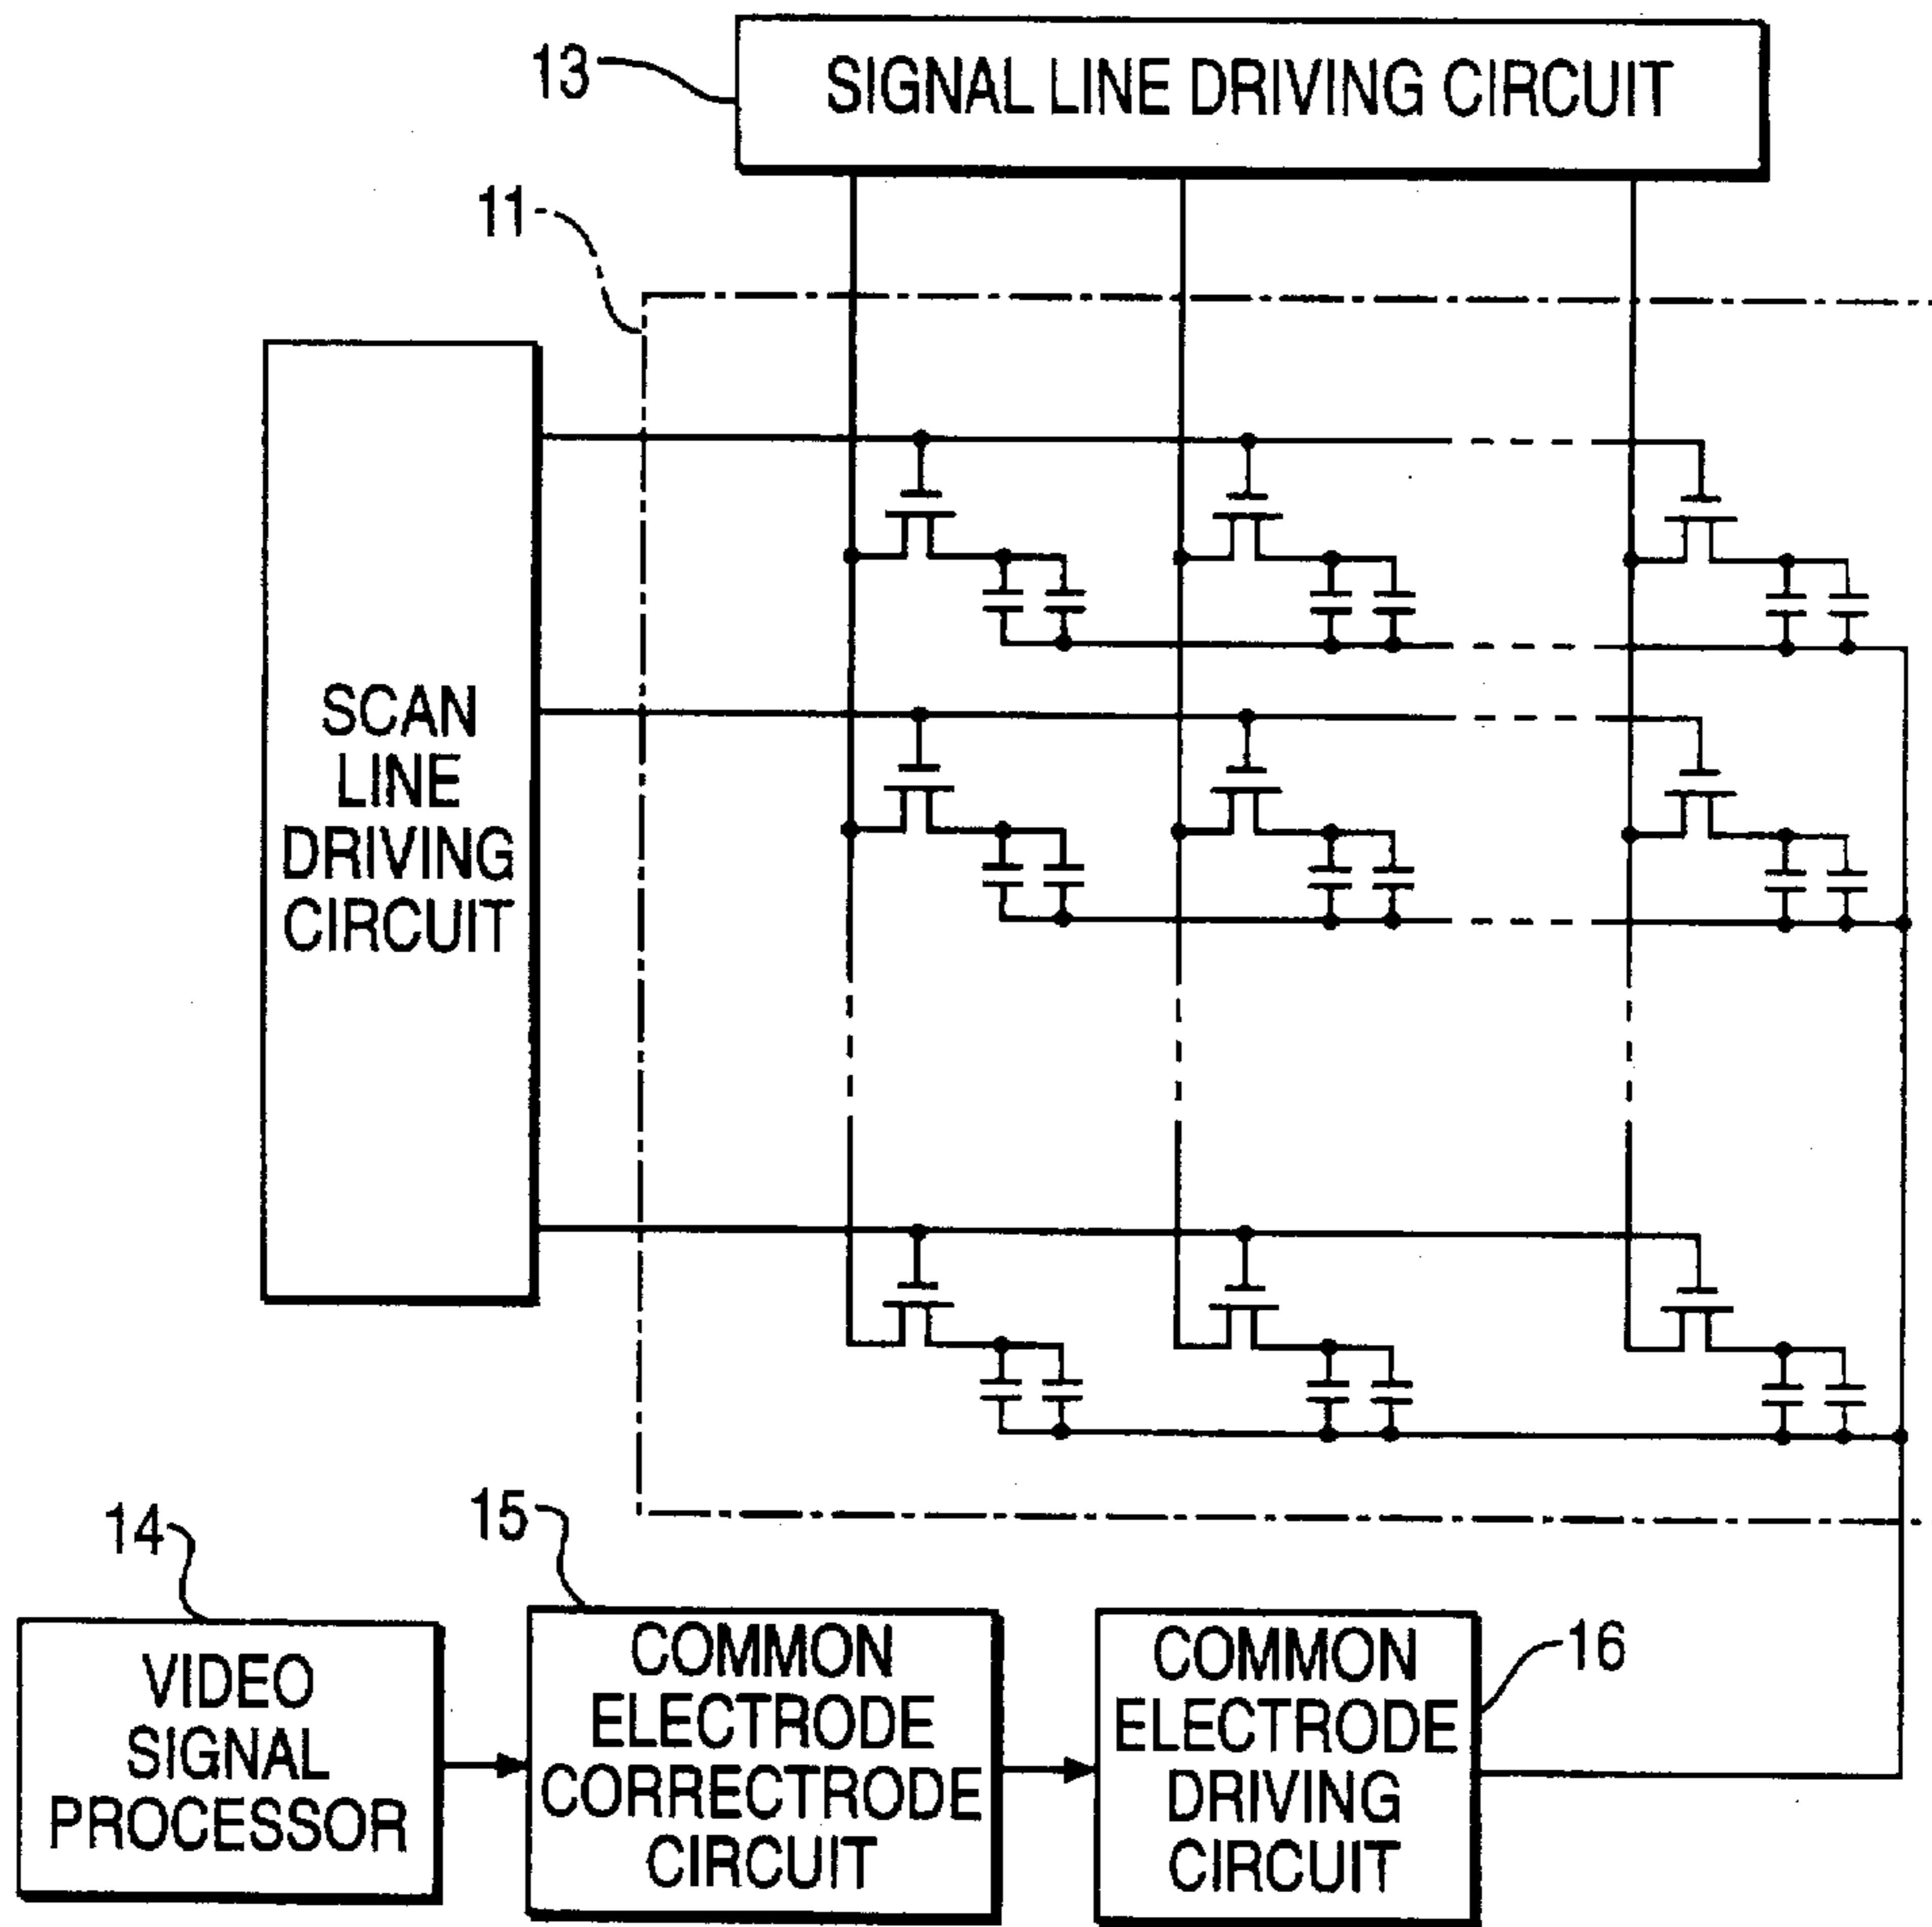 13
SIGNAL LINE DRIVING CIRCUIT
11
SCAN
LINE
DRIVING
CIRCUIT
14
15
16
VIDEO
SIGNAL
PROCESSOR
COMMON
ELECTRODE
CORRECTRODE
CIRCUIT
COMMON
ELECTRODE
DRIVING
CIRCUIT